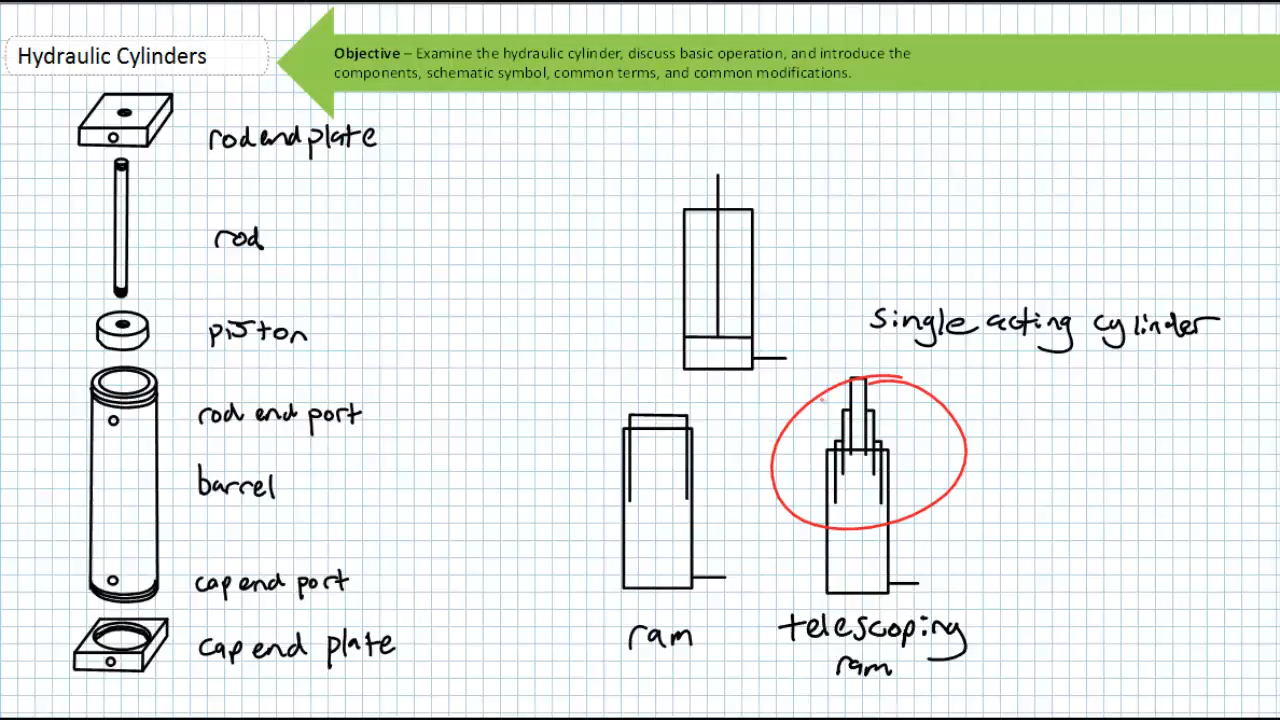 Hydraulic Cylinders
Objective – Examine the hydraulic cylinder, discuss basic operation, and introduce the
components, schematic symbol, common terms, and common modifications.
rod end plate
rod
piston
rod end port
barrel
cap end port
cap end plate
single acting cylinder
ram
telescoping
ram